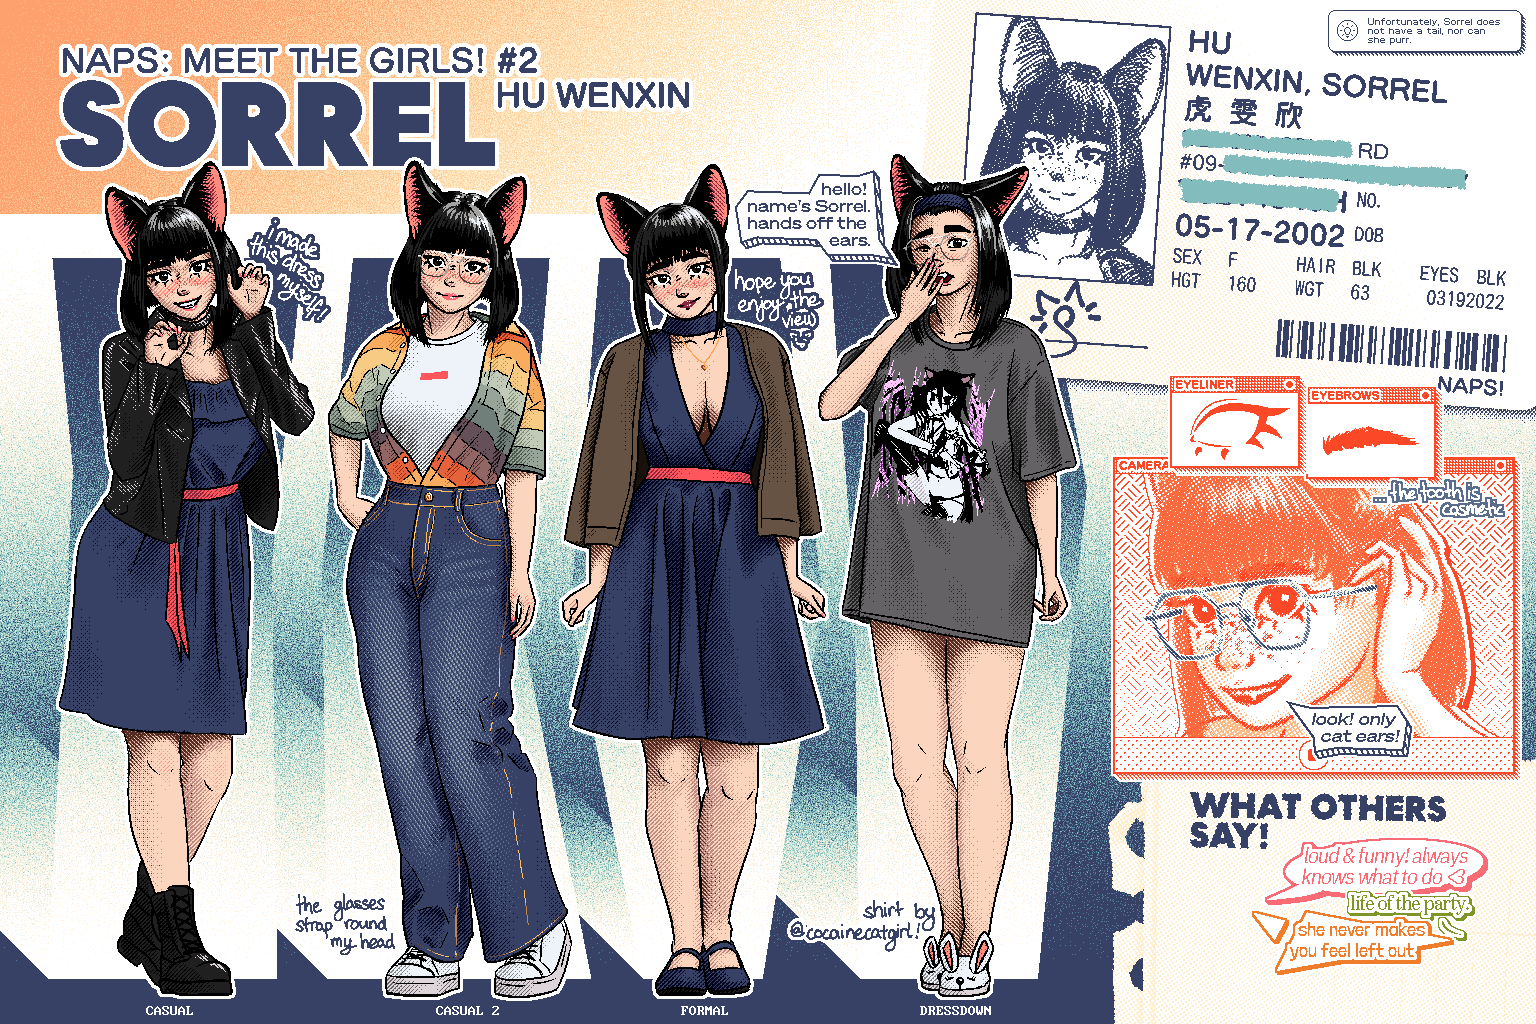 NAPS: MEET THE GIRLS! #2
SORREL
HU WENXIN
i made
this dress
myself!!
hello!
name's Sorrel.
hands off the
ears.
hope you
enjoy the
view
HU
WENXIN, SORREL
虎 雯 欣
RD
#09-
H NO.
05-17-2002 DOB
SEX F HAIR BLK EYES BLK
HGT 160 WGT 63 03192022
NAPS!
Unfortunately, Sorrel does
not have a tail, nor can
she purr.
EYELINER
EYEBROWS
CAMERA
...the tooth is
cosmetic
look! only
cat ears!
WHAT OTHERS
SAY!
loud & funny! always
knows what to do <3
life of the party.
she never makes
you feel left out.
the glasses
strap 'round
my head
shirt by
@cocainecatgirl!
CASUAL
CASUAL 2
FORMAL
DRESSDOWN